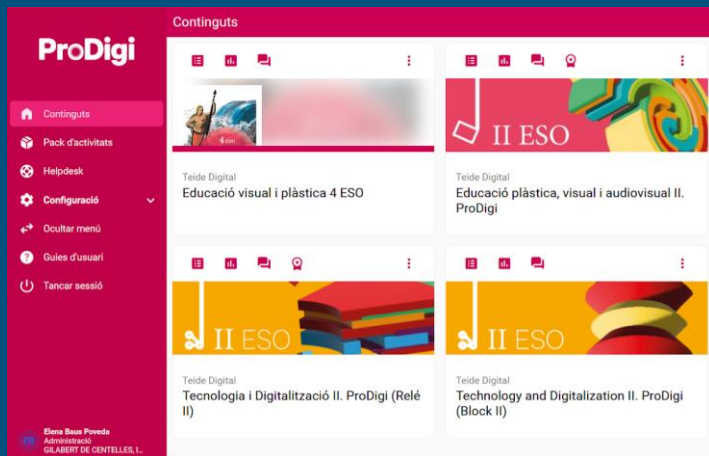 ProDigi
Continguts
Pack d'activitats
Helpdesk
Configuració
Ocultar menú
Guies d'usuari
Tancar sessió
Elena Baus Poveda
Administració
GILABERT DE CENTELLES, I...
Continguts
4 ESO
Teide Digital
Educació visual i plàstica 4 ESO
II ESO
Teide Digital
Educació plàstica, visual i audiovisual II.
ProDigi
II ESO
Teide Digital
Tecnologia i Digitalització II. ProDigi (Relé
II)
II ESO
Teide Digital
Technology and Digitalization II. ProDigi
(Block II)